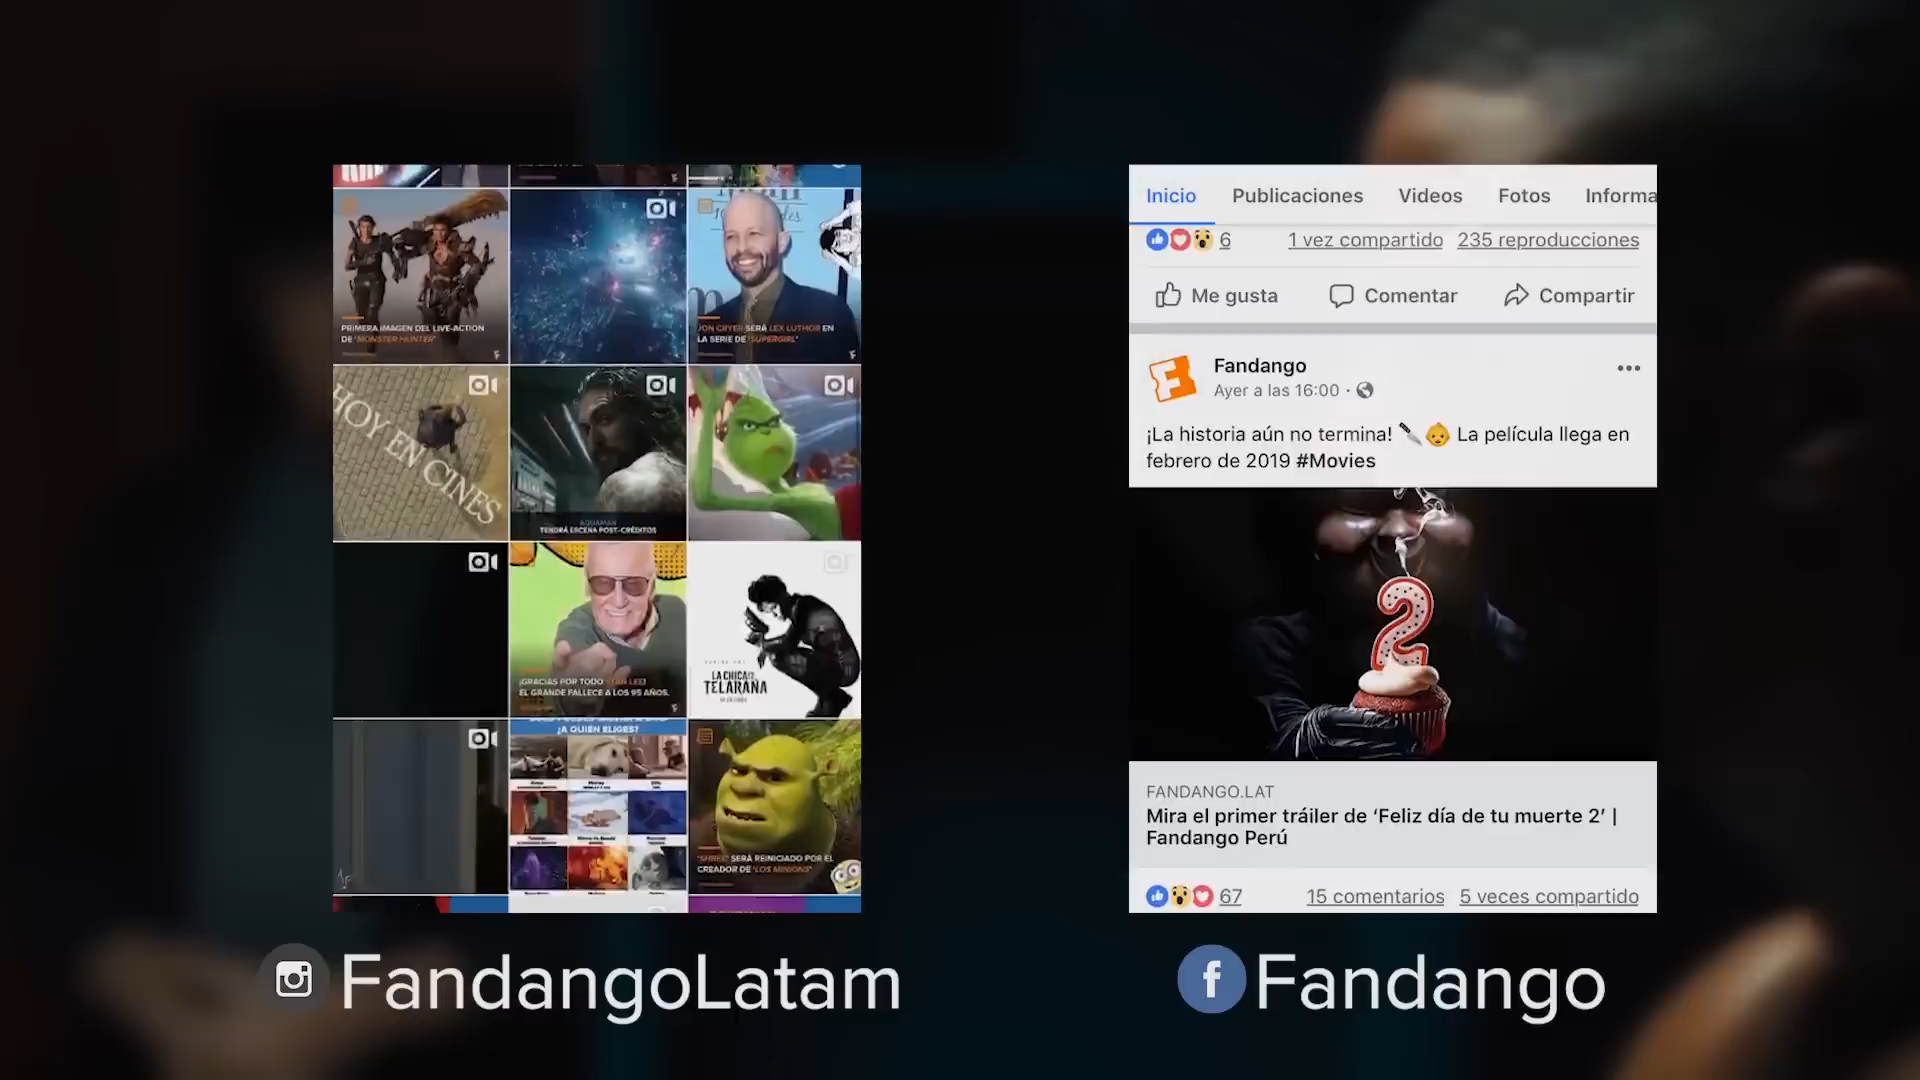 PRIMERA IMAGEN DEL LIVE-ACTION
DE 'MONSTER HUNTER'
JON CRYER SERÁ LEX LUTHOR EN
LA SERIE DE 'SUPERGIRL'
HOY EN CINES
AQUAMAN
TENDRÁ ESCENA POST-CRÉDITOS
¡GRACIAS POR TODO STAN LEE!
EL GRANDE FALLECE A LOS 95 AÑOS.
LA CHICA EN LA
TELARAÑA
¿A QUIEN ELIGES?
'SHREK' SERÁ REINICIADO POR EL
CREADOR DE 'LOS MINIONS'
FandangoLatam
Inicio Publicaciones Videos Fotos Informa
6 1 vez compartido 235 reproducciones
Me gusta Comentar Compartir
Fandango
Ayer a las 16:00 ·
¡La historia aún no termina! 🔪👶 La película llega en
febrero de 2019 #Movies
2
FANDANGO.LAT
Mira el primer tráiler de ‘Feliz día de tu muerte 2’ |
Fandango Perú
67 15 comentarios 5 veces compartido
Fandango